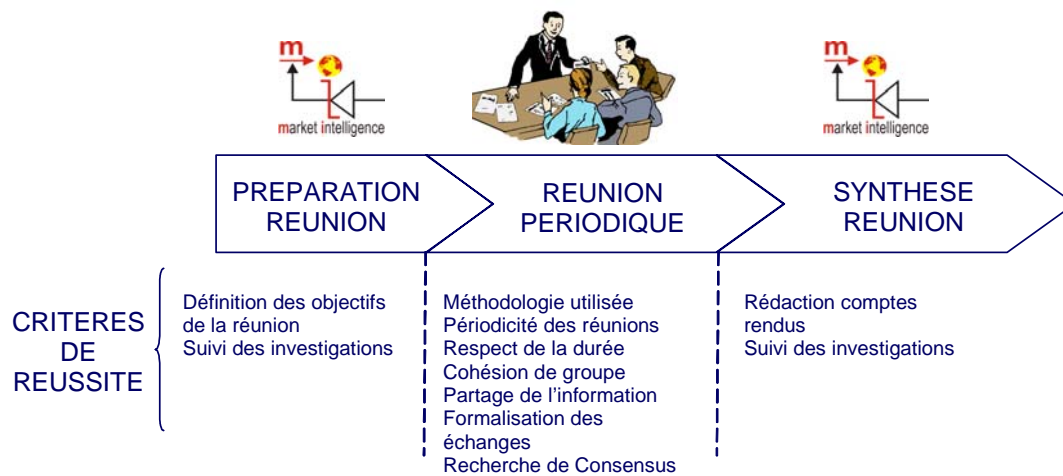 m
market intelligence
m
market intelligence
PREPARATION
REUNION
REUNION
PERIODIQUE
SYNTHESE
REUNION
CRITERES
DE
REUSSITE
Définition des objectifs
de la réunion
Suivi des investigations
Méthodologie utilisée
Périodicité des réunions
Respect de la durée
Cohésion de groupe
Partage de l'information
Formalisation des
échanges
Recherche de Consensus
Rédaction comptes
rendus
Suivi des investigations